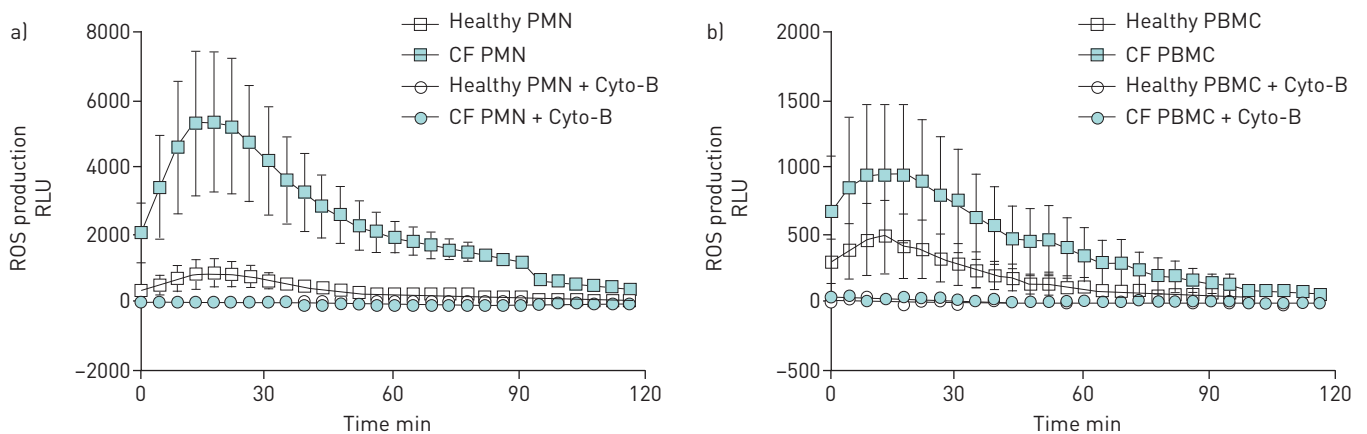 a)
8000
6000
4000
2000
0
–2000
ROS production
RLU
0
30
60
90
120
Time min
Healthy PMN
CF PMN
Healthy PMN + Cyto-B
CF PMN + Cyto-B
b)
2000
1500
1000
500
0
–500
ROS production
RLU
0
30
60
90
120
Time min
Healthy PBMC
CF PBMC
Healthy PBMC + Cyto-B
CF PBMC + Cyto-B